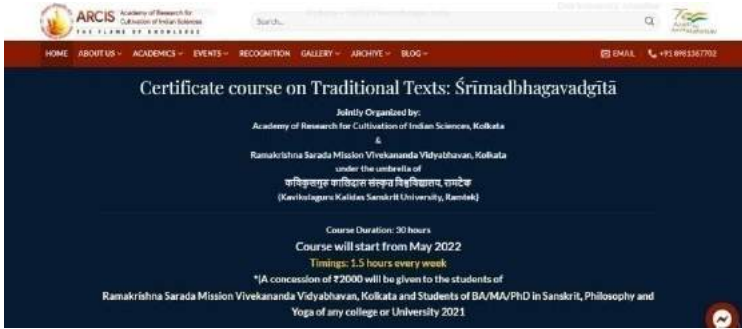 ARCIS Academy of Research for
Cultivation of Indian Sciences
THE FLAME OF KNOWLEDGE
Search...
Azadi Ka
Amrit Mahotsav
HOME ABOUT US ACADEMICS EVENTS RECOGNITION GALLERY ARCHIVE BLOG EMAIL +91 8981367702
Certificate course on Traditional Texts: Śrīmadbhagavadgītā
Jointly Organized by:
Academy of Research for Cultivation of Indian Sciences, Kolkata
&
Ramakrishna Sarada Mission Vivekananda Vidyabhavan, Kolkata
under the umbrella of
कविकुलगुरु कालिदास संस्कृत विश्वविद्यालय, रामटेक
(Kavikulaguru Kalidas Sanskrit University, Ramtek)
Course Duration: 30 hours
Course will start from May 2022
Timings: 1.5 hours every week
*(A concession of ₹2000 will be given to the students of
Ramakrishna Sarada Mission Vivekananda Vidyabhavan, Kolkata and Students of BA/MA/PhD in Sanskrit, Philosophy and
Yoga of any college or University 2021